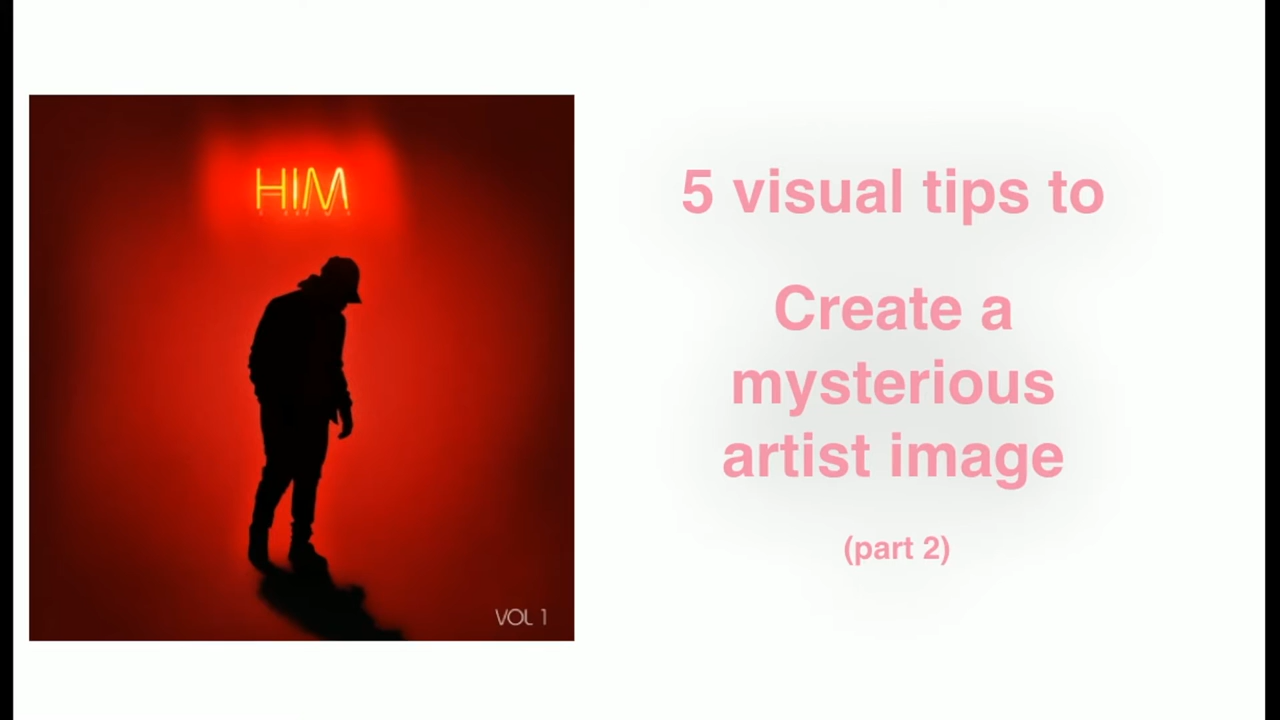 HIM
VOL 1
5 visual tips to
Create a
mysterious
artist image
(part 2)